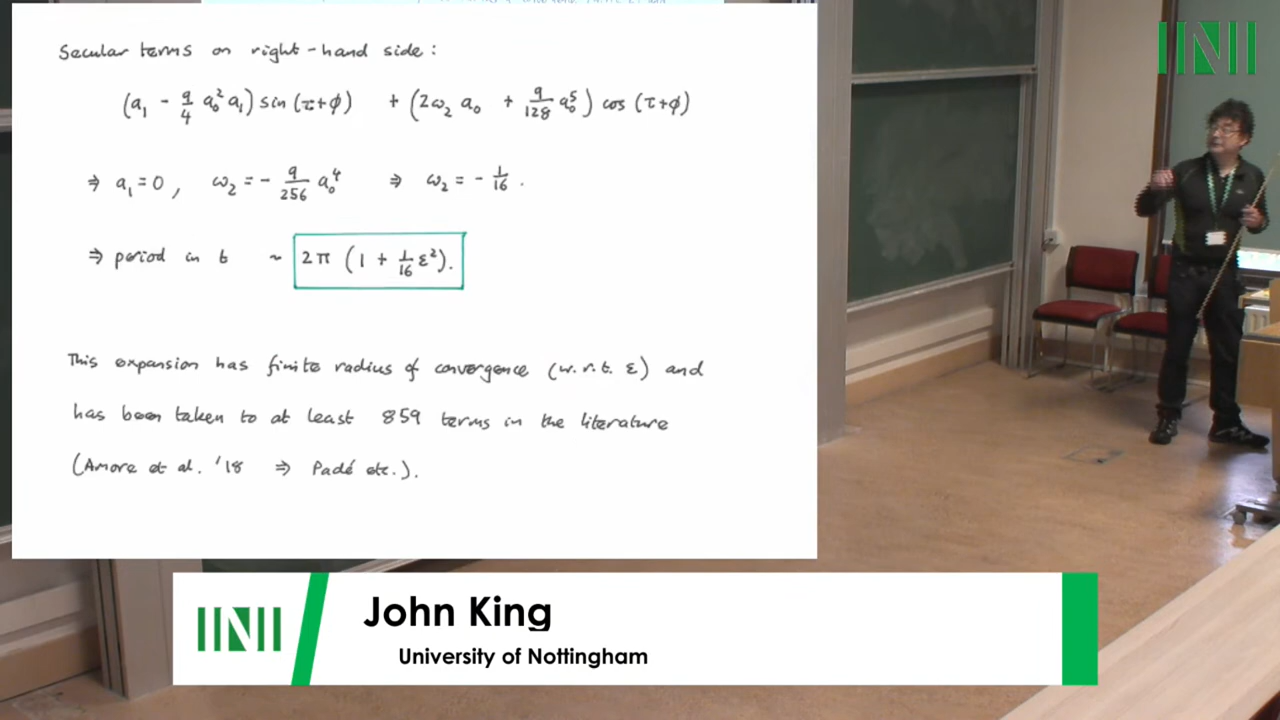 Secular terms on right-hand side:
(a₁ - 9/4 a₀² a₁) sin (τ+ϕ) + (2ω₂ a₀ + 9/128 a₀⁵) cos (τ+ϕ)
⇒ a₁ = 0, ω₂ = - 9/256 a₀⁴ ⇒ ω₂ = - 1/16.
⇒ period in t ~ 2π (1 + 1/16 ε²).
This expansion has finite radius of convergence (w.r.t. ε) and
has been taken to at least 859 terms in the literature
(Amore et al. '18 ⇒ Padé etc.).
INI
INI
John King
University of Nottingham